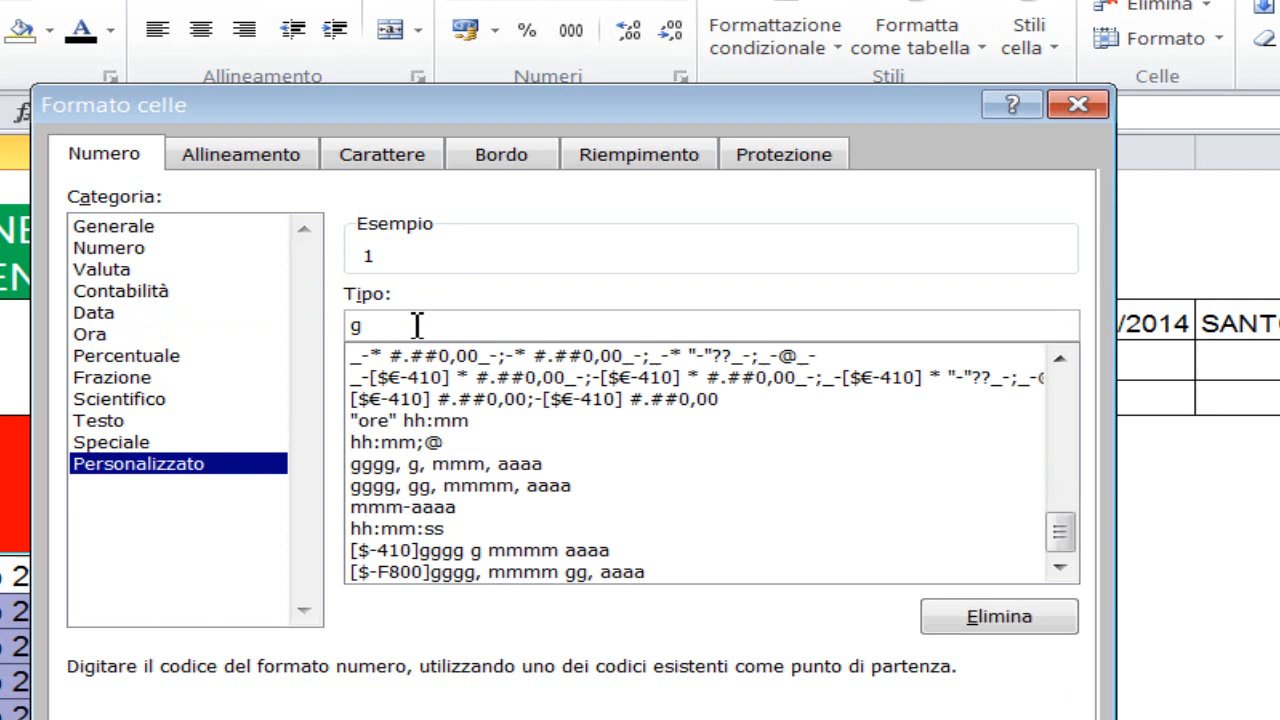 Elimina
Formattazione
condizionale
Formatta
come tabella
Stili
cella
Formato
A
% 000
,00
,00
Allineamento
Numeri
Stili
Celle
Formato celle
Numero
Allineamento
Carattere
Bordo
Riempimento
Protezione
Categoria:
Generale
Numero
Valuta
Contabilità
Data
Ora
Percentuale
Frazione
Scientifico
Testo
Speciale
Personalizzato
Esempio
1
Tipo:
g
_-* #.##0,00_-;-* #.##0,00_-;_-* "-"??_-;_-@_-
_-[$€-410] * #.##0,00_-;-[$€-410] * #.##0,00_-;_-[$€-410] * "-"??_-;_-@
[$€-410] #.##0,00;-[$€-410] #.##0,00
"ore" hh:mm
hh:mm;@
gggg, g, mmm, aaaa
gggg, gg, mmmm, aaaa
mmm-aaaa
hh:mm:ss
[$-410]gggg g mmmm aaaa
[$-F800]gggg, mmmm gg, aaaa
Elimina
Digitare il codice del formato numero, utilizzando uno dei codici esistenti come punto di partenza.
/2014
SANT